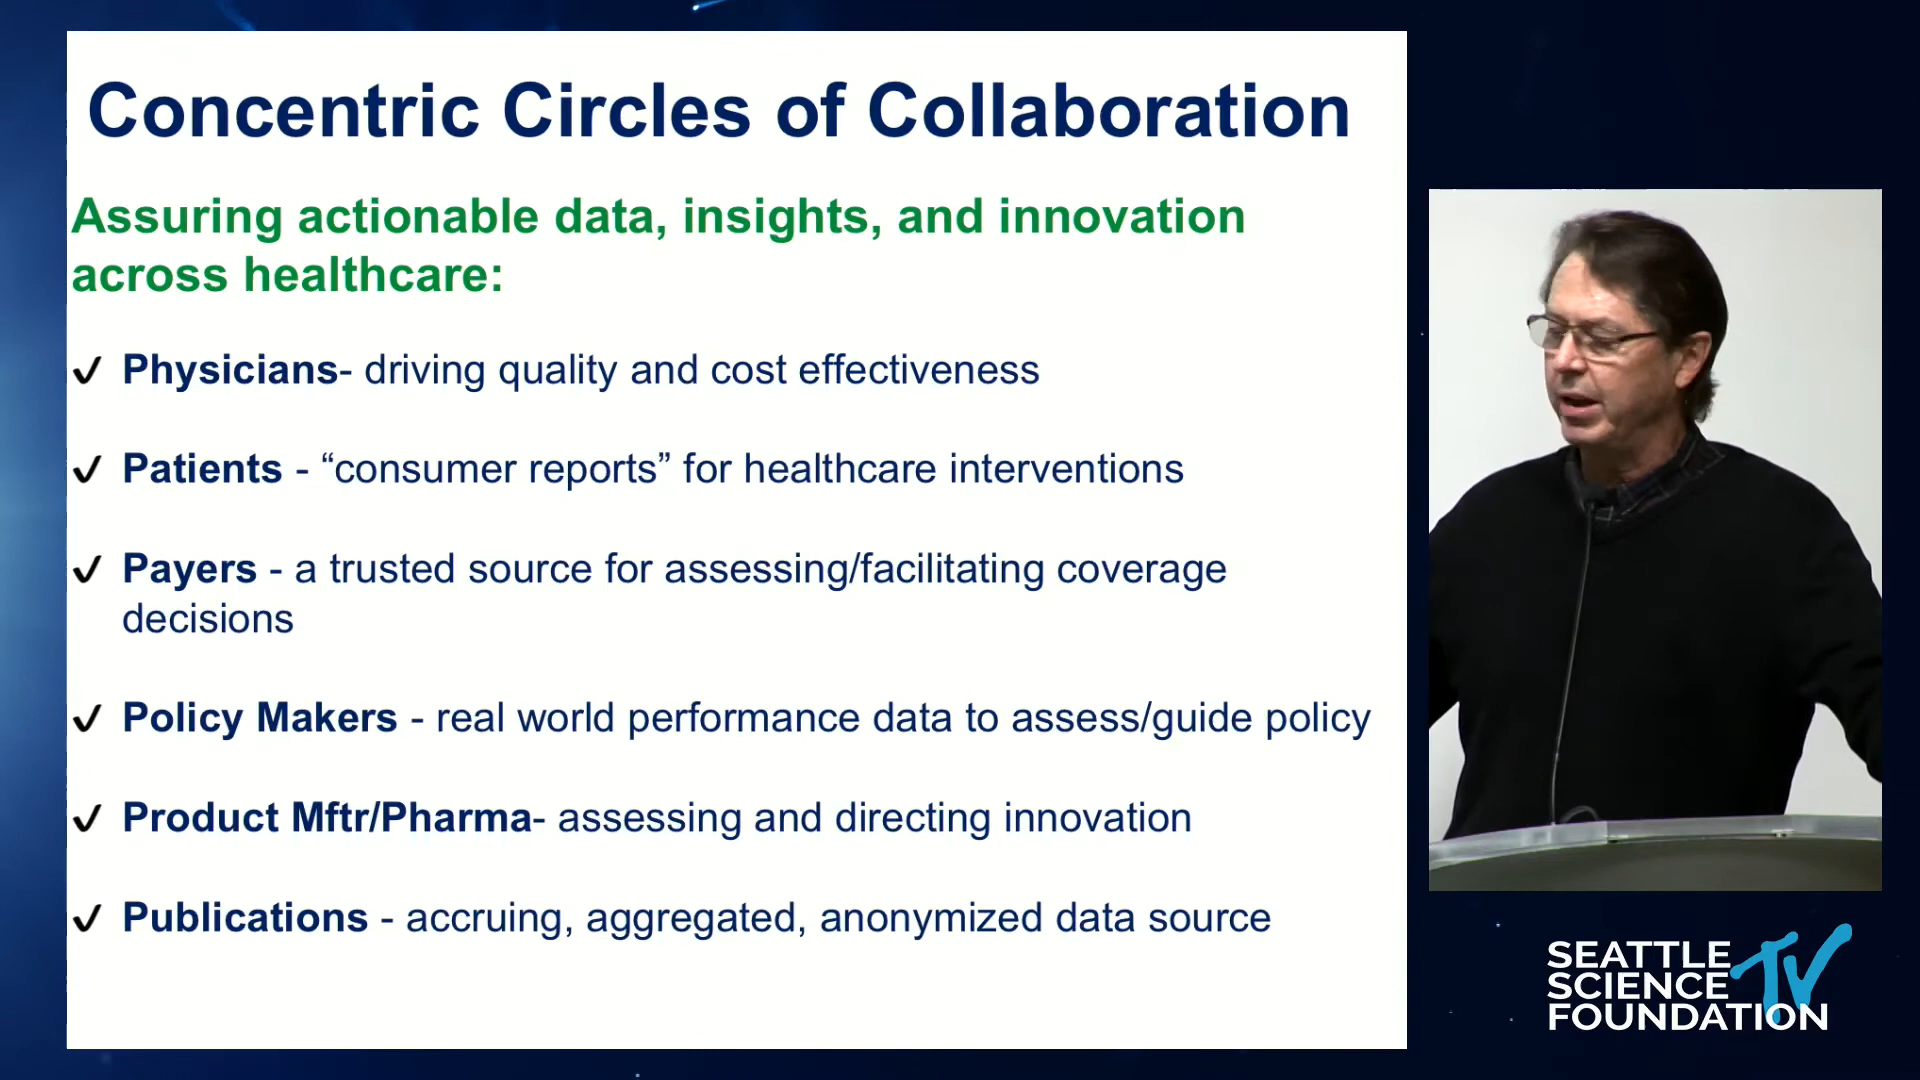 Concentric Circles of Collaboration
Assuring actionable data, insights, and innovation
across healthcare:
✓ Physicians- driving quality and cost effectiveness
✓ Patients - “consumer reports” for healthcare interventions
✓ Payers - a trusted source for assessing/facilitating coverage
decisions
✓ Policy Makers - real world performance data to assess/guide policy
✓ Product Mftr/Pharma- assessing and directing innovation
✓ Publications - accruing, aggregated, anonymized data source
SEATTLE
SCIENCE TV
FOUNDATION